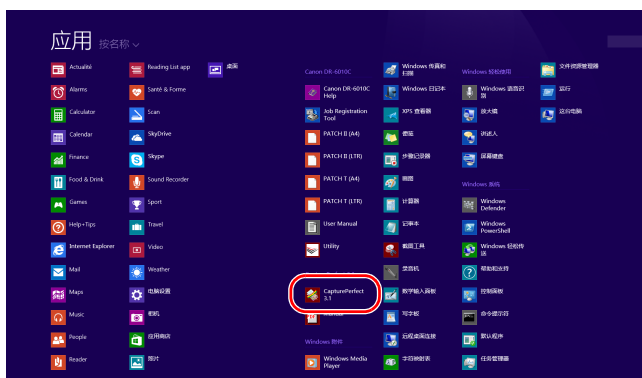 应用 按名称
Actualité
Alarms
Calculator
Calendar
Finance
Food & Drink
Games
Help+Tips
Internet Explorer
Mail
Maps
Music
People
Reader
Reading List app
Santé & Forme
Scan
SkyDrive
Skype
Sound Recorder
Sport
Travel
Video
Weather
电脑设置
相机
应用商店
照片
桌面
Canon DR-6010C
Canon DR-6010C
Help
Job Registration
Tool
PATCH II (A4)
PATCH II (LTR)
PATCH T (A4)
PATCH T (LTR)
User Manual
Utility
CapturePerfect
3.1
Windows 附件
Windows Media
Player
Windows 传真和
扫描
Windows 日记本
XPS 查看器
便笺
步骤记录器
画图
计算器
记事本
截图工具
录音机
数学输入面板
写字板
远程桌面连接
字符映射表
Windows 轻松使用
Windows 语音识
别
放大镜
讲述人
屏幕键盘
Windows 系统
Windows
Defender
Windows
PowerShell
Windows 轻松传
送
帮助和支持
控制面板
命令提示符
默认程序
任务管理器
文件资源管理器
运行
这台电脑